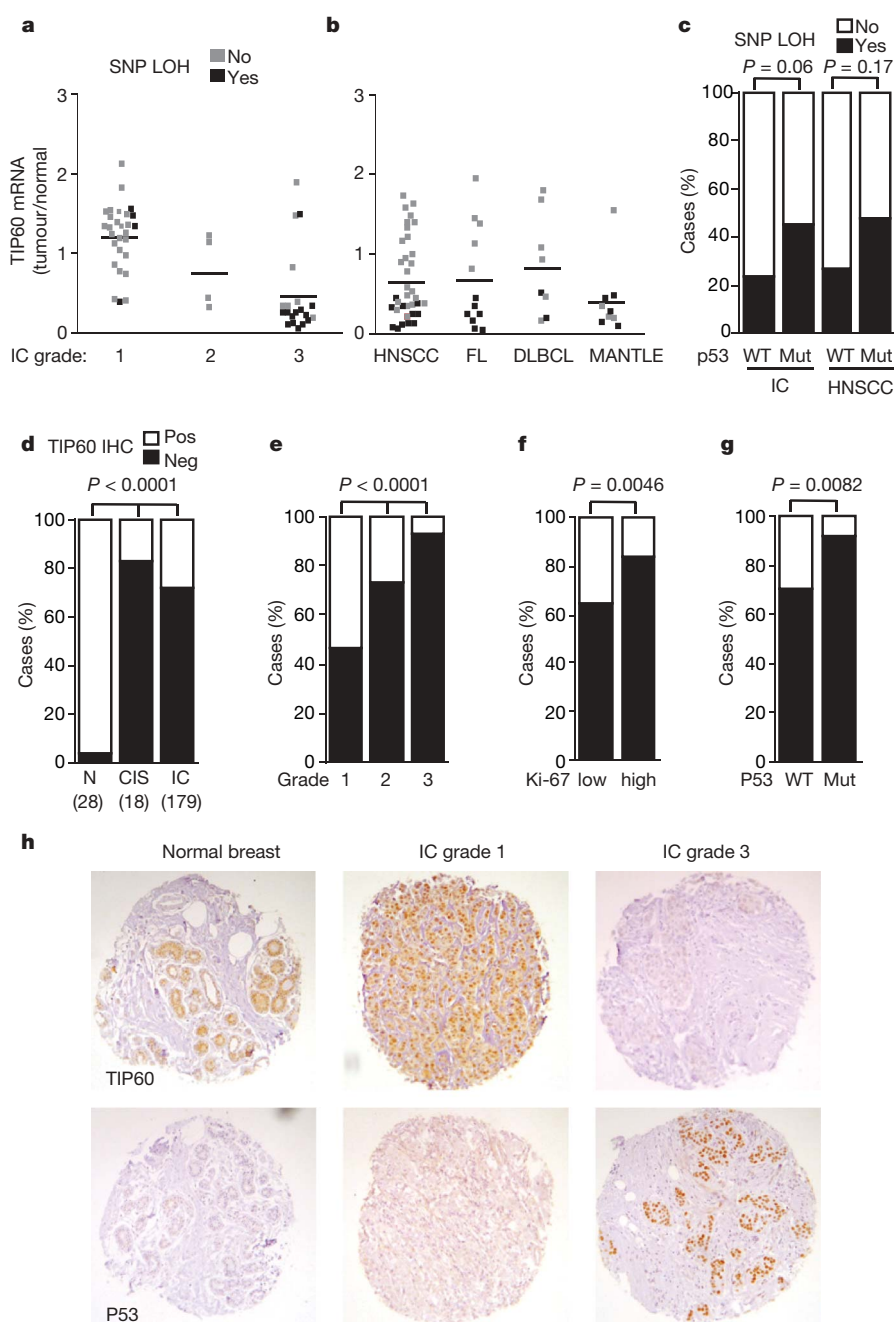 a
SNP LOH
No
Yes
TIP60 mRNA
(tumour/normal)
3
2
1
0
IC grade: 1 2 3
b
3
2
1
0
HNSCC FL DLBCL MANTLE
c
SNP LOH
No
Yes
P = 0.06 P = 0.17
Cases (%)
100
80
60
40
20
0
p53 WT Mut WT Mut
IC HNSCC
d
TIP60 IHC
Pos
Neg
P < 0.0001
Cases (%)
100
80
60
40
20
0
N CIS IC
(28) (18) (179)
e
P < 0.0001
Cases (%)
100
80
60
40
20
0
Grade 1 2 3
f
P = 0.0046
Cases (%)
100
80
60
40
20
0
Ki-67 low high
g
P = 0.0082
Cases (%)
100
80
60
40
20
0
P53 WT Mut
h
Normal breast IC grade 1 IC grade 3
TIP60
P53